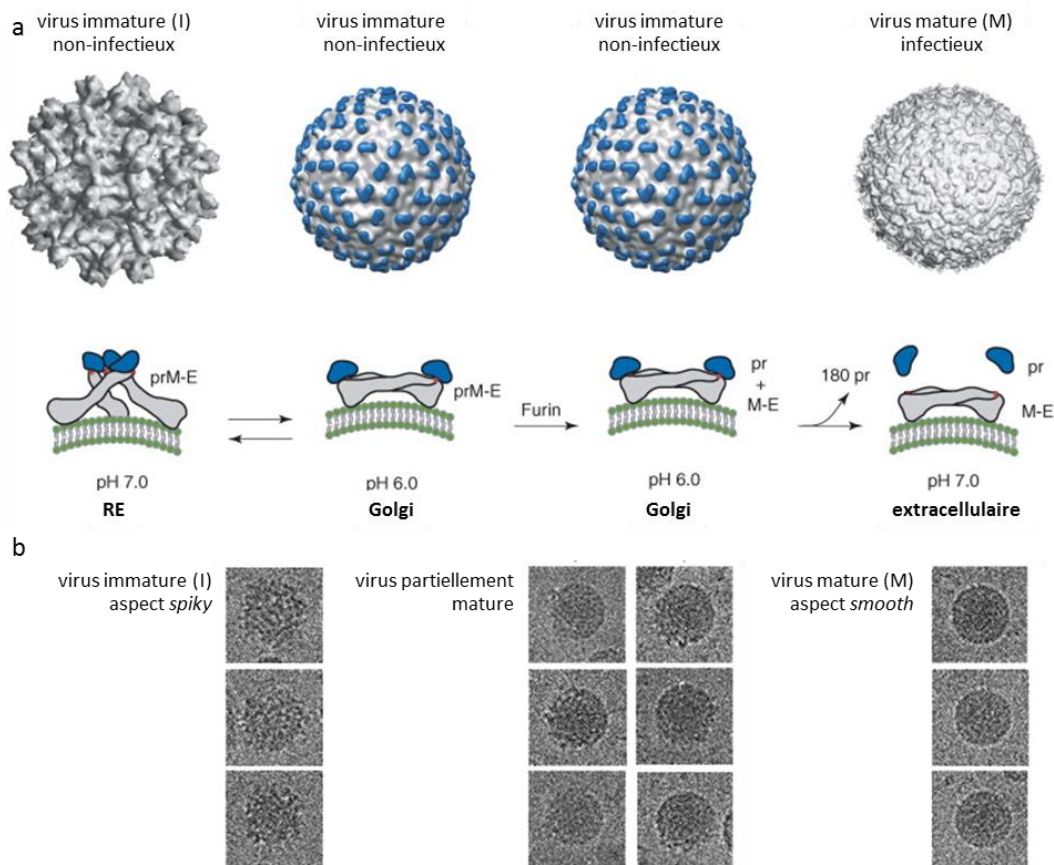 a
virus immature (I)
non-infectieux
virus immature
non-infectieux
virus immature
non-infectieux
virus mature (M)
infectieux
prM-E
pH 7.0
RE
prM-E
pH 6.0
Golgi
Furin
pr
+
M-E
pH 6.0
Golgi
180 pr
pr
M-E
pH 7.0
extracellulaire
b
virus immature (I)
aspect spiky
virus partiellement
mature
virus mature (M)
aspect smooth